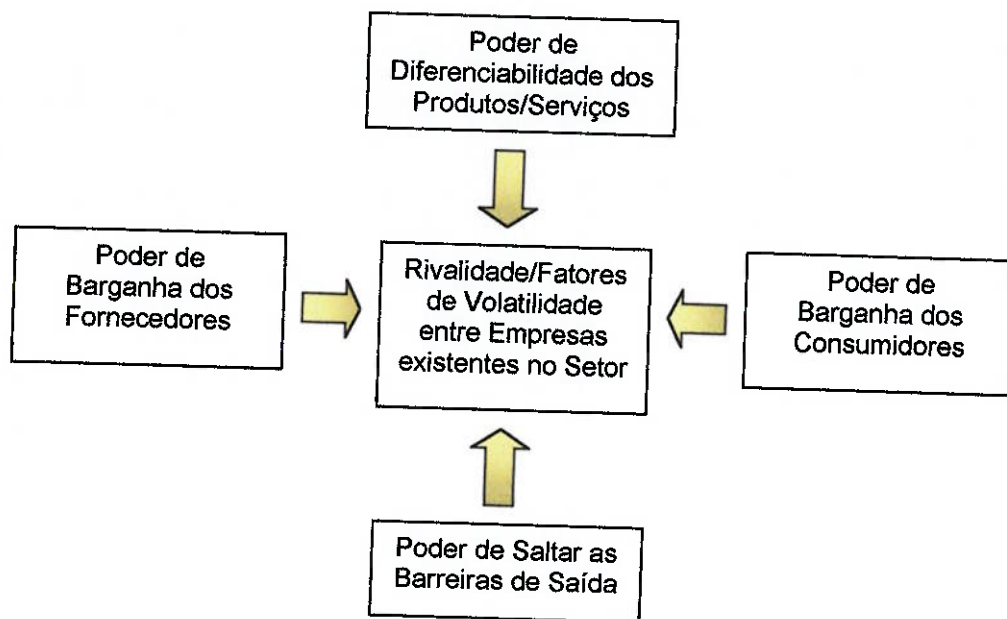 Poder de
Diferenciabilidade dos
Produtos/Serviços
Poder de
Barganha dos
Fornecedores
Rivalidade/Fatores
de Volatilidade
entre Empresas
existentes no Setor
Poder de
Barganha dos
Consumidores
Poder de Saltar as
Barreiras de Saída